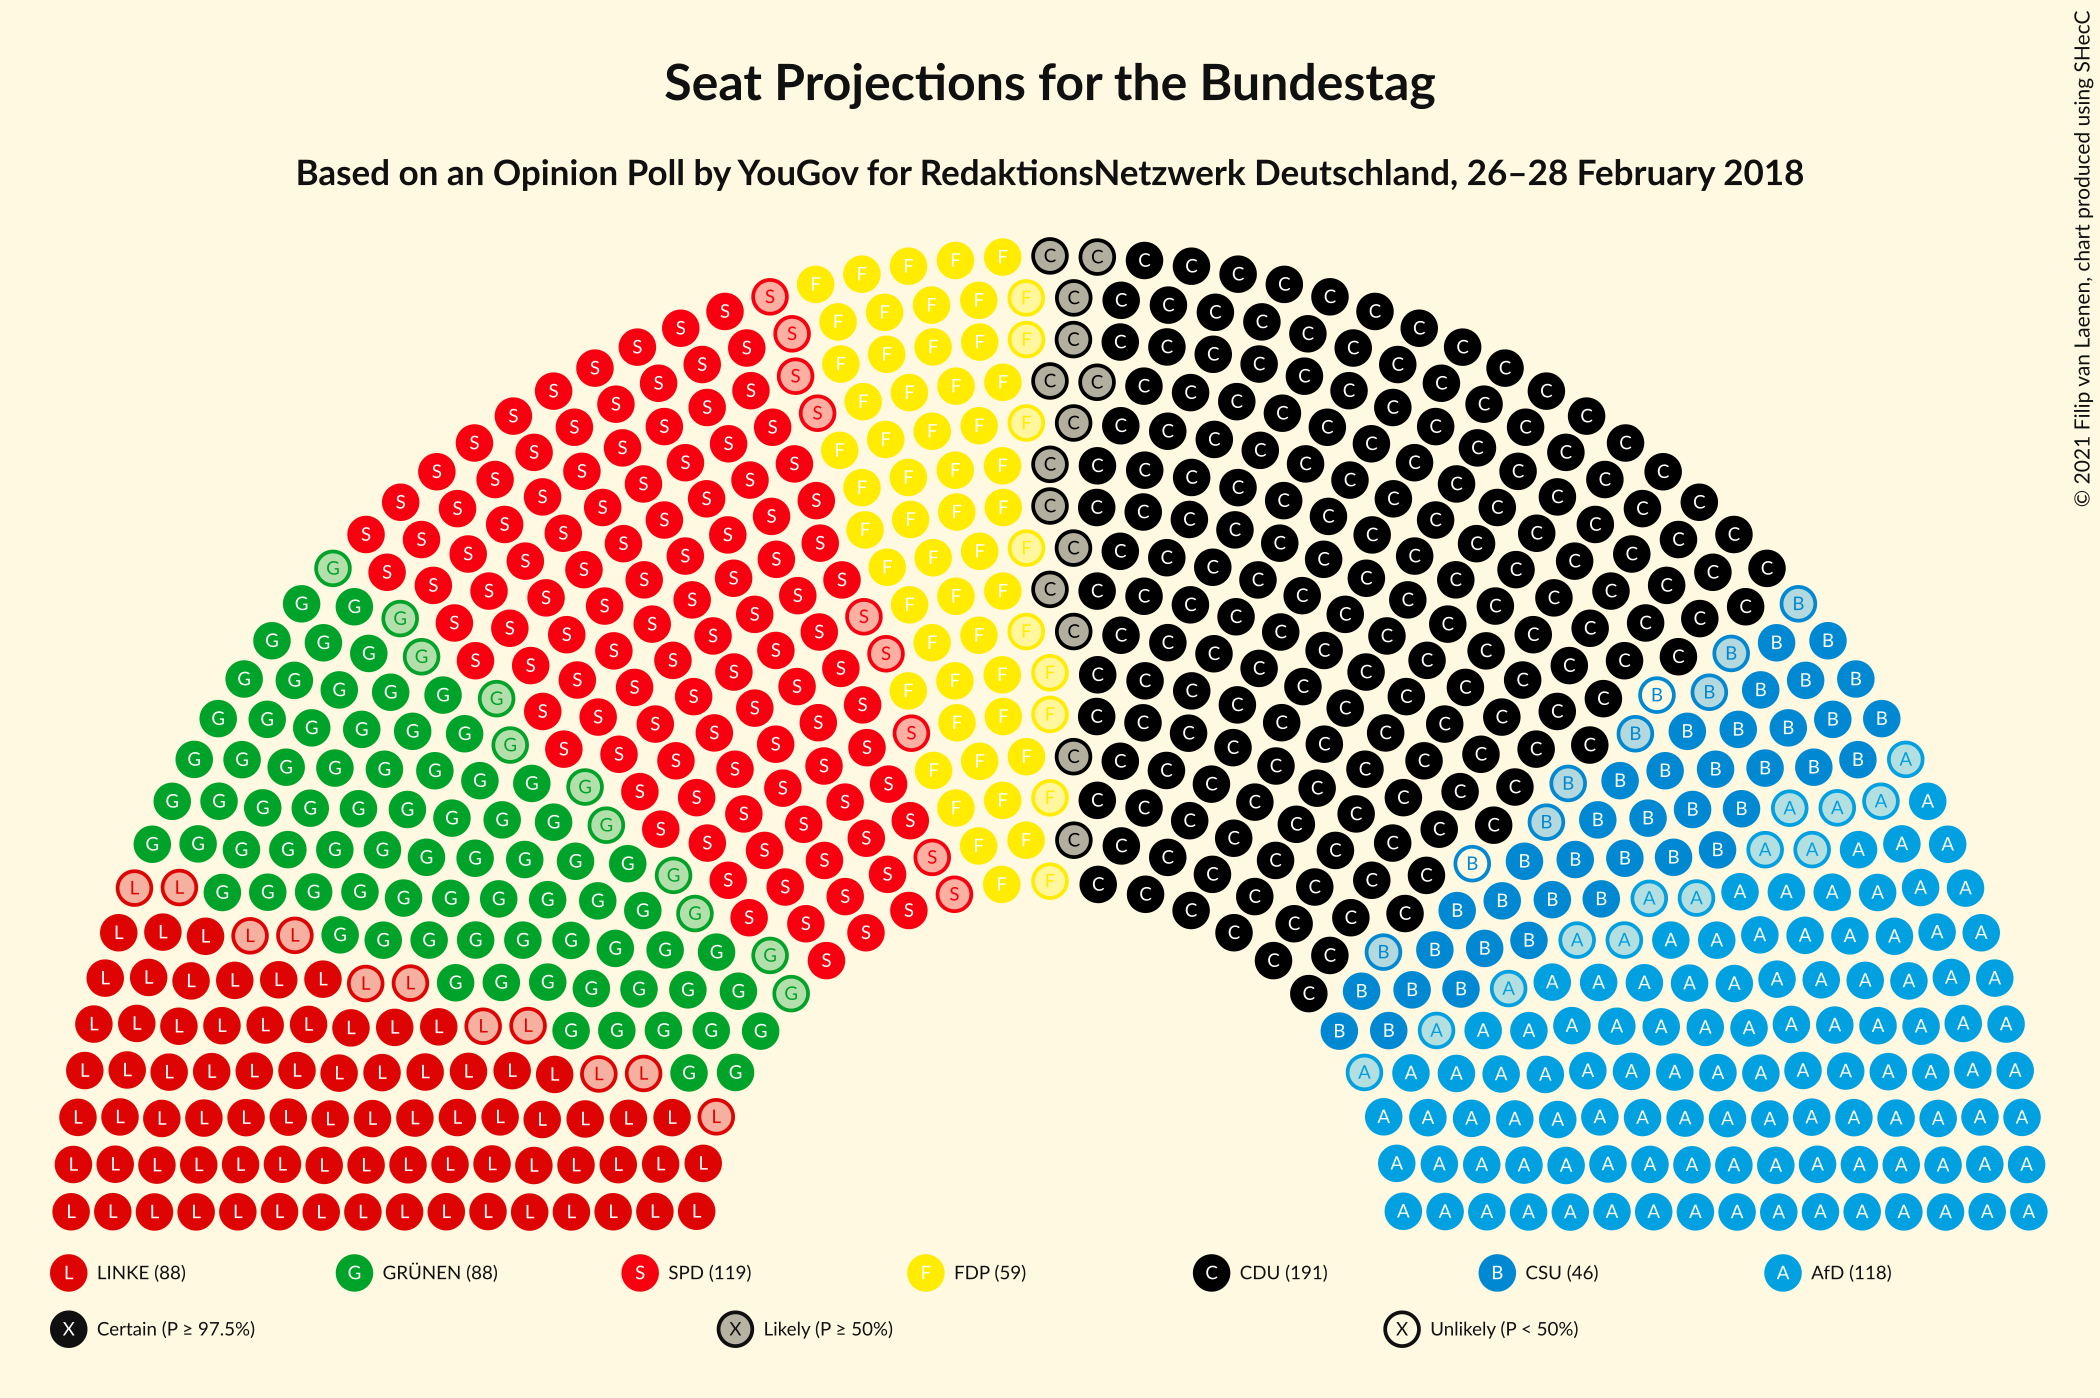 Seat Projections for the Bundestag
Based on an Opinion Poll by YouGov for RedaktionsNetzwerk Deutschland, 26–28 February 2018
© 2021 Filip van Laenen, chart produced using SHecC
L LINKE (88) G GRÜNEN (88) S SPD (119) F FDP (59) C CDU (191) B CSU (46) A AfD (118)
X Certain (P ≥ 97.5%) X Likely (P ≥ 50%) X Unlikely (P < 50%)